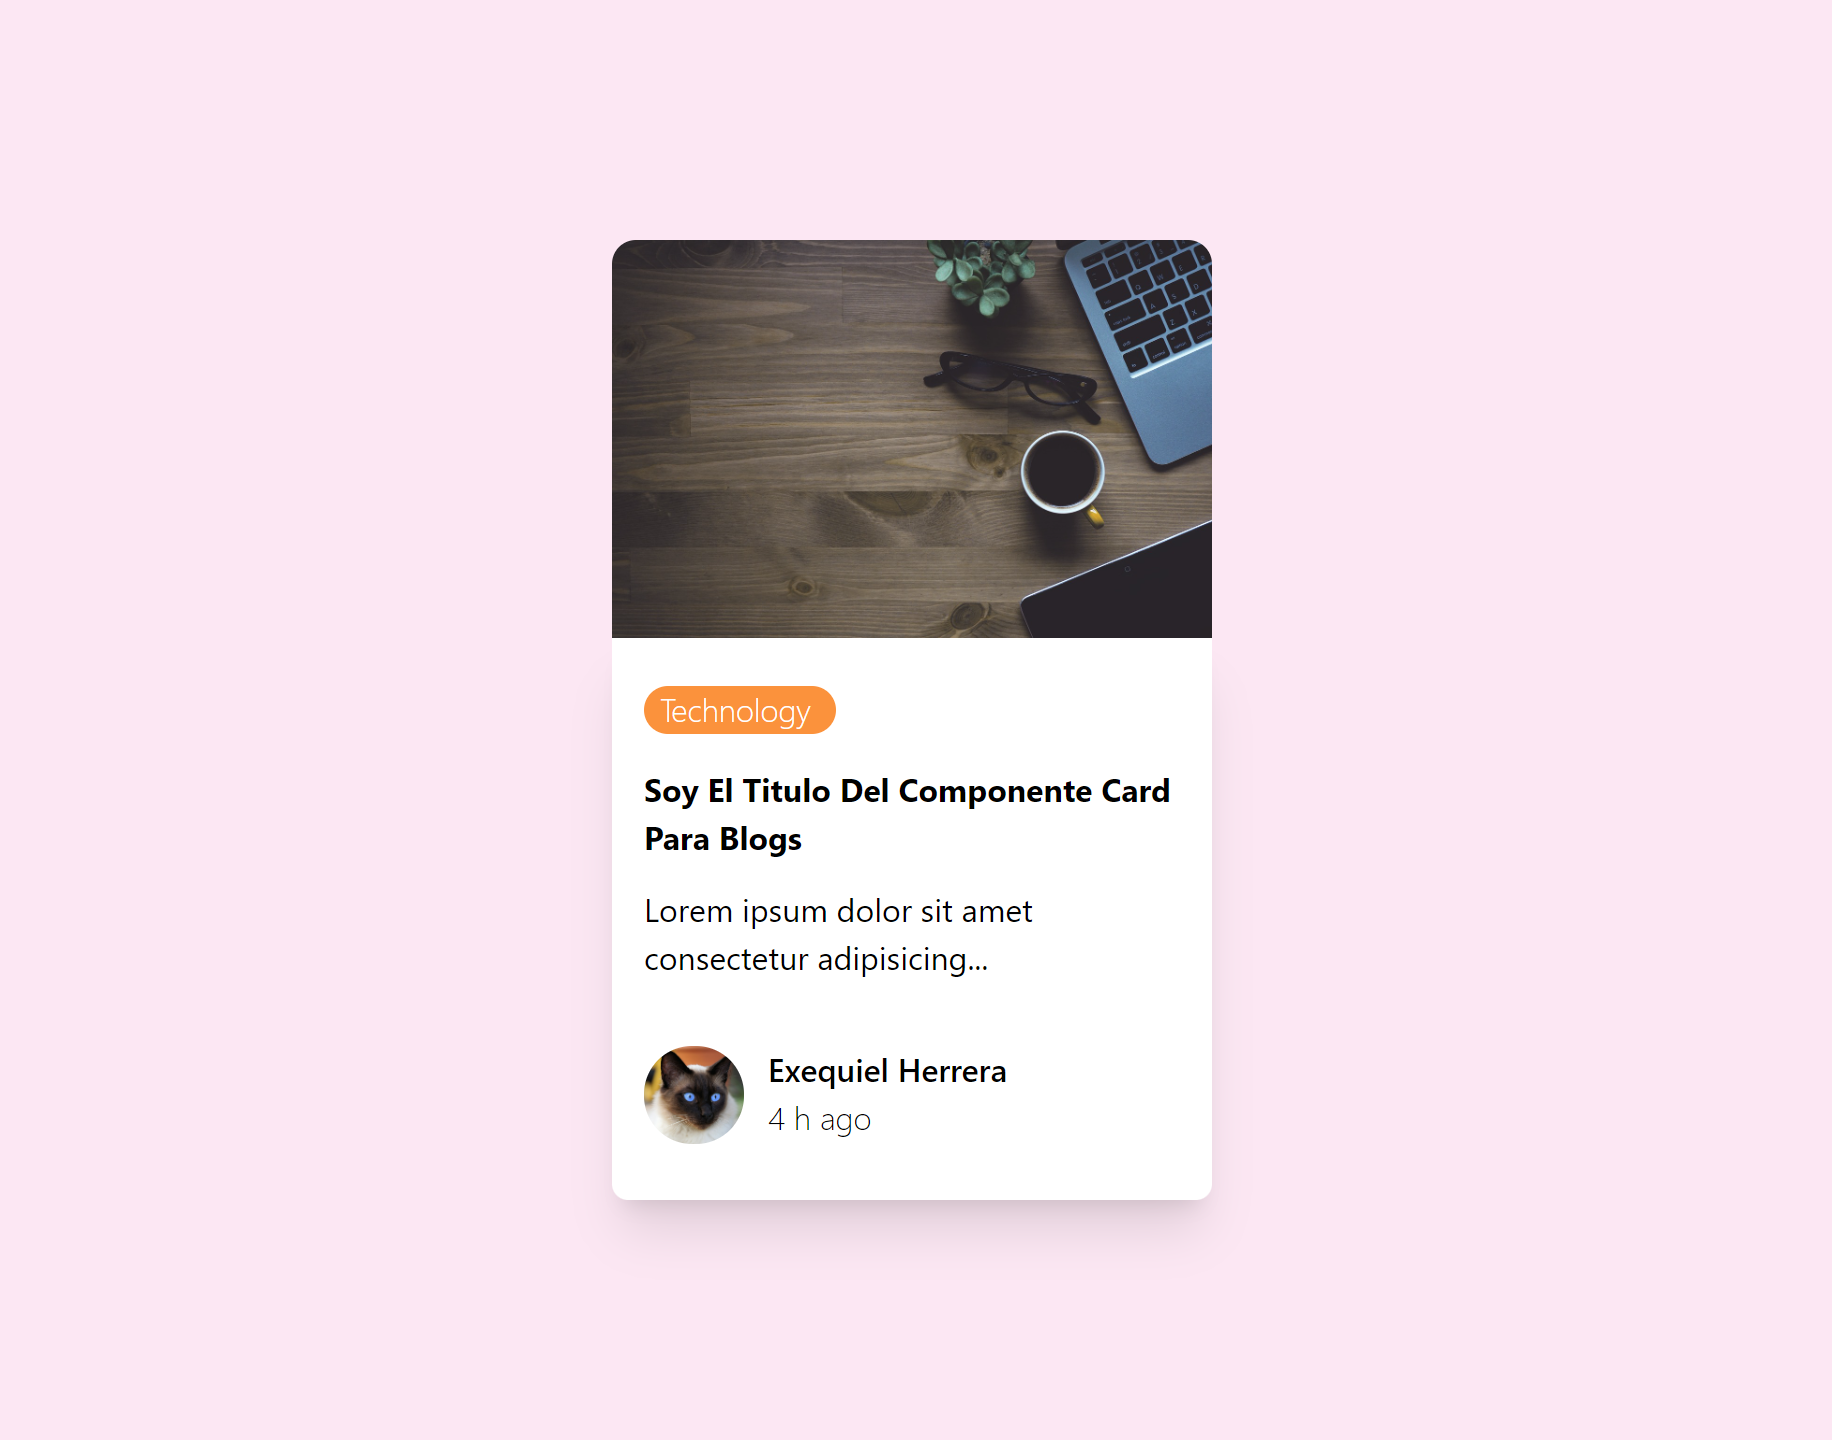 Technology
Soy El Titulo Del Componente Card
Para Blogs
Lorem ipsum dolor sit amet
consectetur adipisicing...
Exequiel Herrera
4 h ago